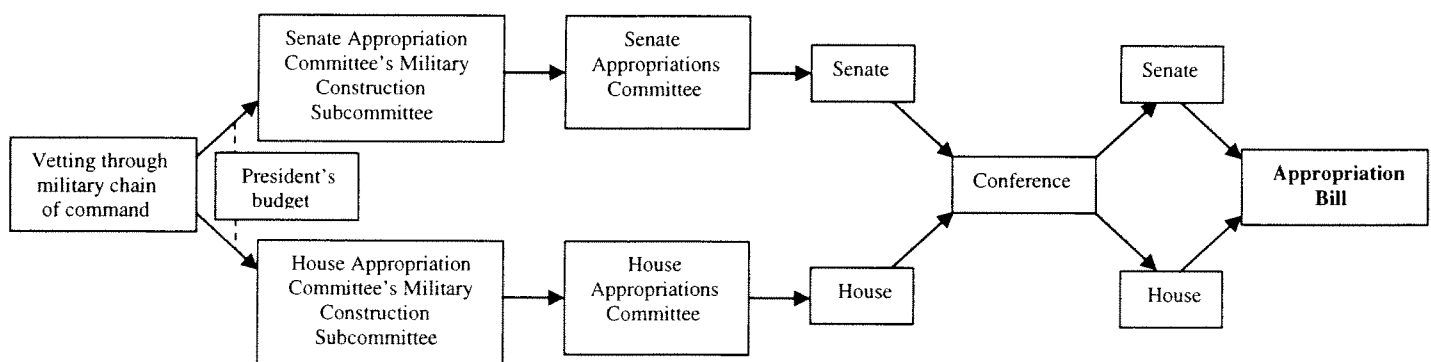 Vetting through
military chain
of command
President's
budget
Senate Appropriation
Committee's Military
Construction
Subcommittee
Senate
Appropriations
Committee
Senate
House Appropriation
Committee's Military
Construction
Subcommittee
House
Appropriations
Committee
House
Conference
Senate
House
Appropriation
Bill